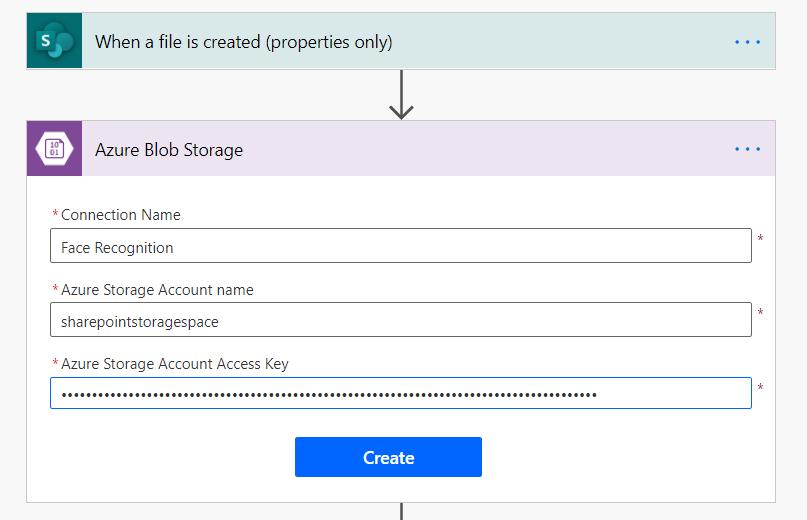 S
When a file is created (properties only)
...
10
01
Azure Blob Storage
...
*Connection Name
Face Recognition
*
*Azure Storage Account name
sharepointstoragespace
*
*Azure Storage Account Access Key
*
Create